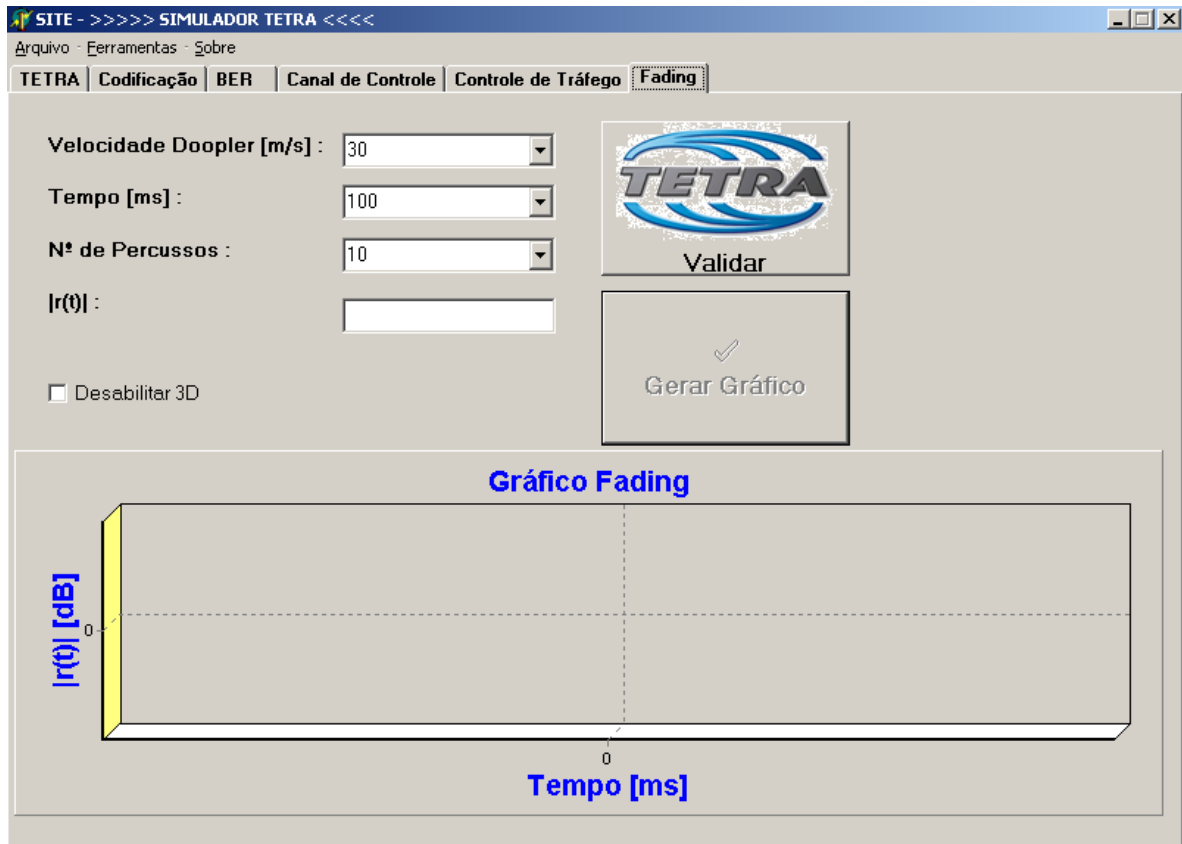 SITE - >>>>> SIMULADOR TETRA <<<<
Arquivo - Ferramentas - Sobre
TETRA Codificação BER Canal de Controle Controle de Tráfego Fading
Velocidade Doopler [m/s] : 30
Tempo [ms] : 100
Nº de Percussos : 10
|r(t)| :
TETRA
Validar
Gerar Gráfico
Desabilitar 3D
Gráfico Fading
|r(t)| [dB]
0
0
Tempo [ms]